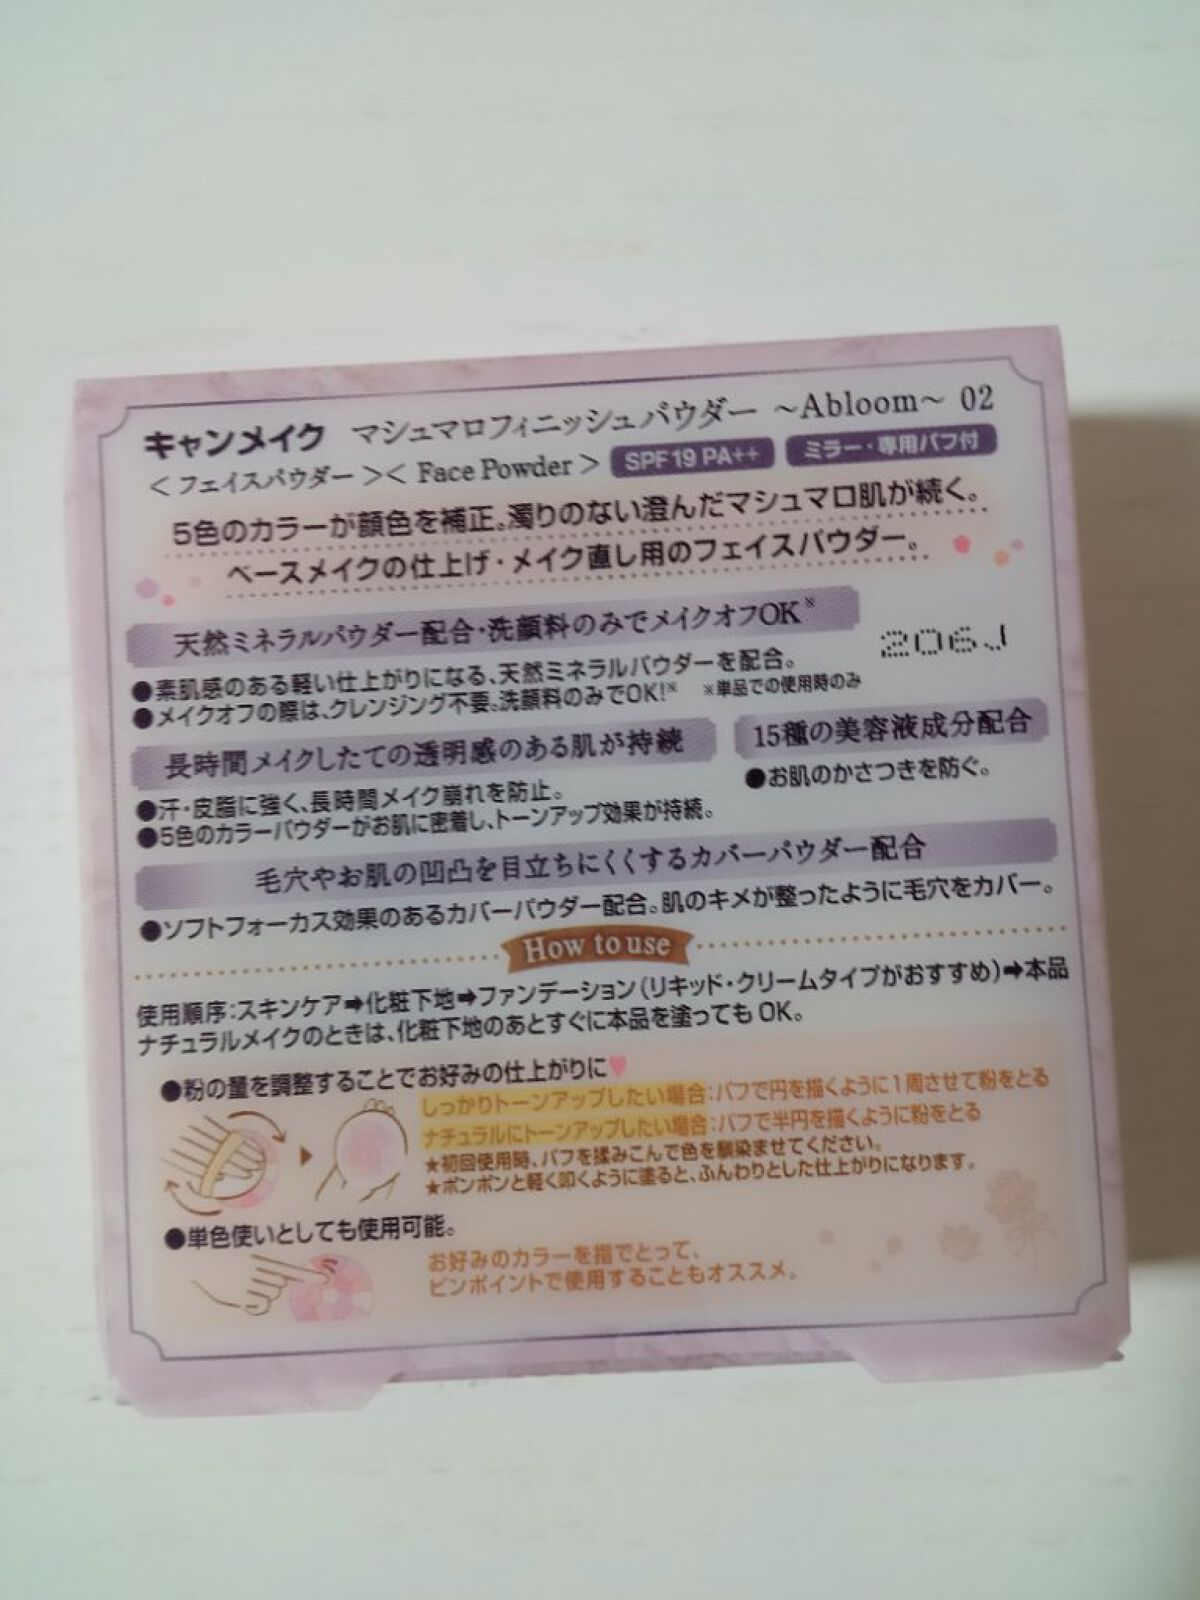 キャンメイク マシュマロフィニッシュパウダー ～Abloom～ 02
＜フェイスパウダー＞＜ Face Powder ＞ SPF19 PA++ ミラー・専用パフ付
5色のカラーが顔色を補正。濁りのない澄んだマシュマロ肌が続く。
ベースメイクの仕上げ・メイク直し用のフェイスパウダー。
天然ミネラルパウダー配合・洗顔料のみでメイクオフOK※
206J
●素肌感のある軽い仕上がりになる、天然ミネラルパウダーを配合。
●メイクオフの際は、クレンジング不要。洗顔料のみでOK!※ ※単品での使用時のみ
長時間メイクしたての透明感のある肌が持続
●汗・皮脂に強く、長時間メイク崩れを防止。
●5色のカラーパウダーがお肌に密着し、トーンアップ効果が持続。
15種の美容液成分配合
●お肌のかさつきを防ぐ。
毛穴やお肌の凹凸を目立ちにくくするカバーパウダー配合
●ソフトフォーカス効果のあるカバーパウダー配合。肌のキメが整ったように毛穴をカバー。
How to use
使用順序：スキンケア➡化粧下地➡ファンデーション（リキッド・クリームタイプがおすすめ）➡本品
ナチュラルメイクのときは、化粧下地のあとすぐに本品を塗ってもOK。
●粉の量を調整することでお好みの仕上がりに♥
しっかりトーンアップしたい場合：パフで円を描くように1周させて粉をとる
ナチュラルにトーンアップしたい場合：パフで半円を描くように粉をとる
★初回使用時、パフを揉みこんで色を馴染ませてください。
★ポンポンと軽く叩くように塗ると、ふんわりとした仕上がりになります。
●単色使いとしても使用可能。
お好みのカラーを指でとって、
ピンポイントで使用することもオススメ。